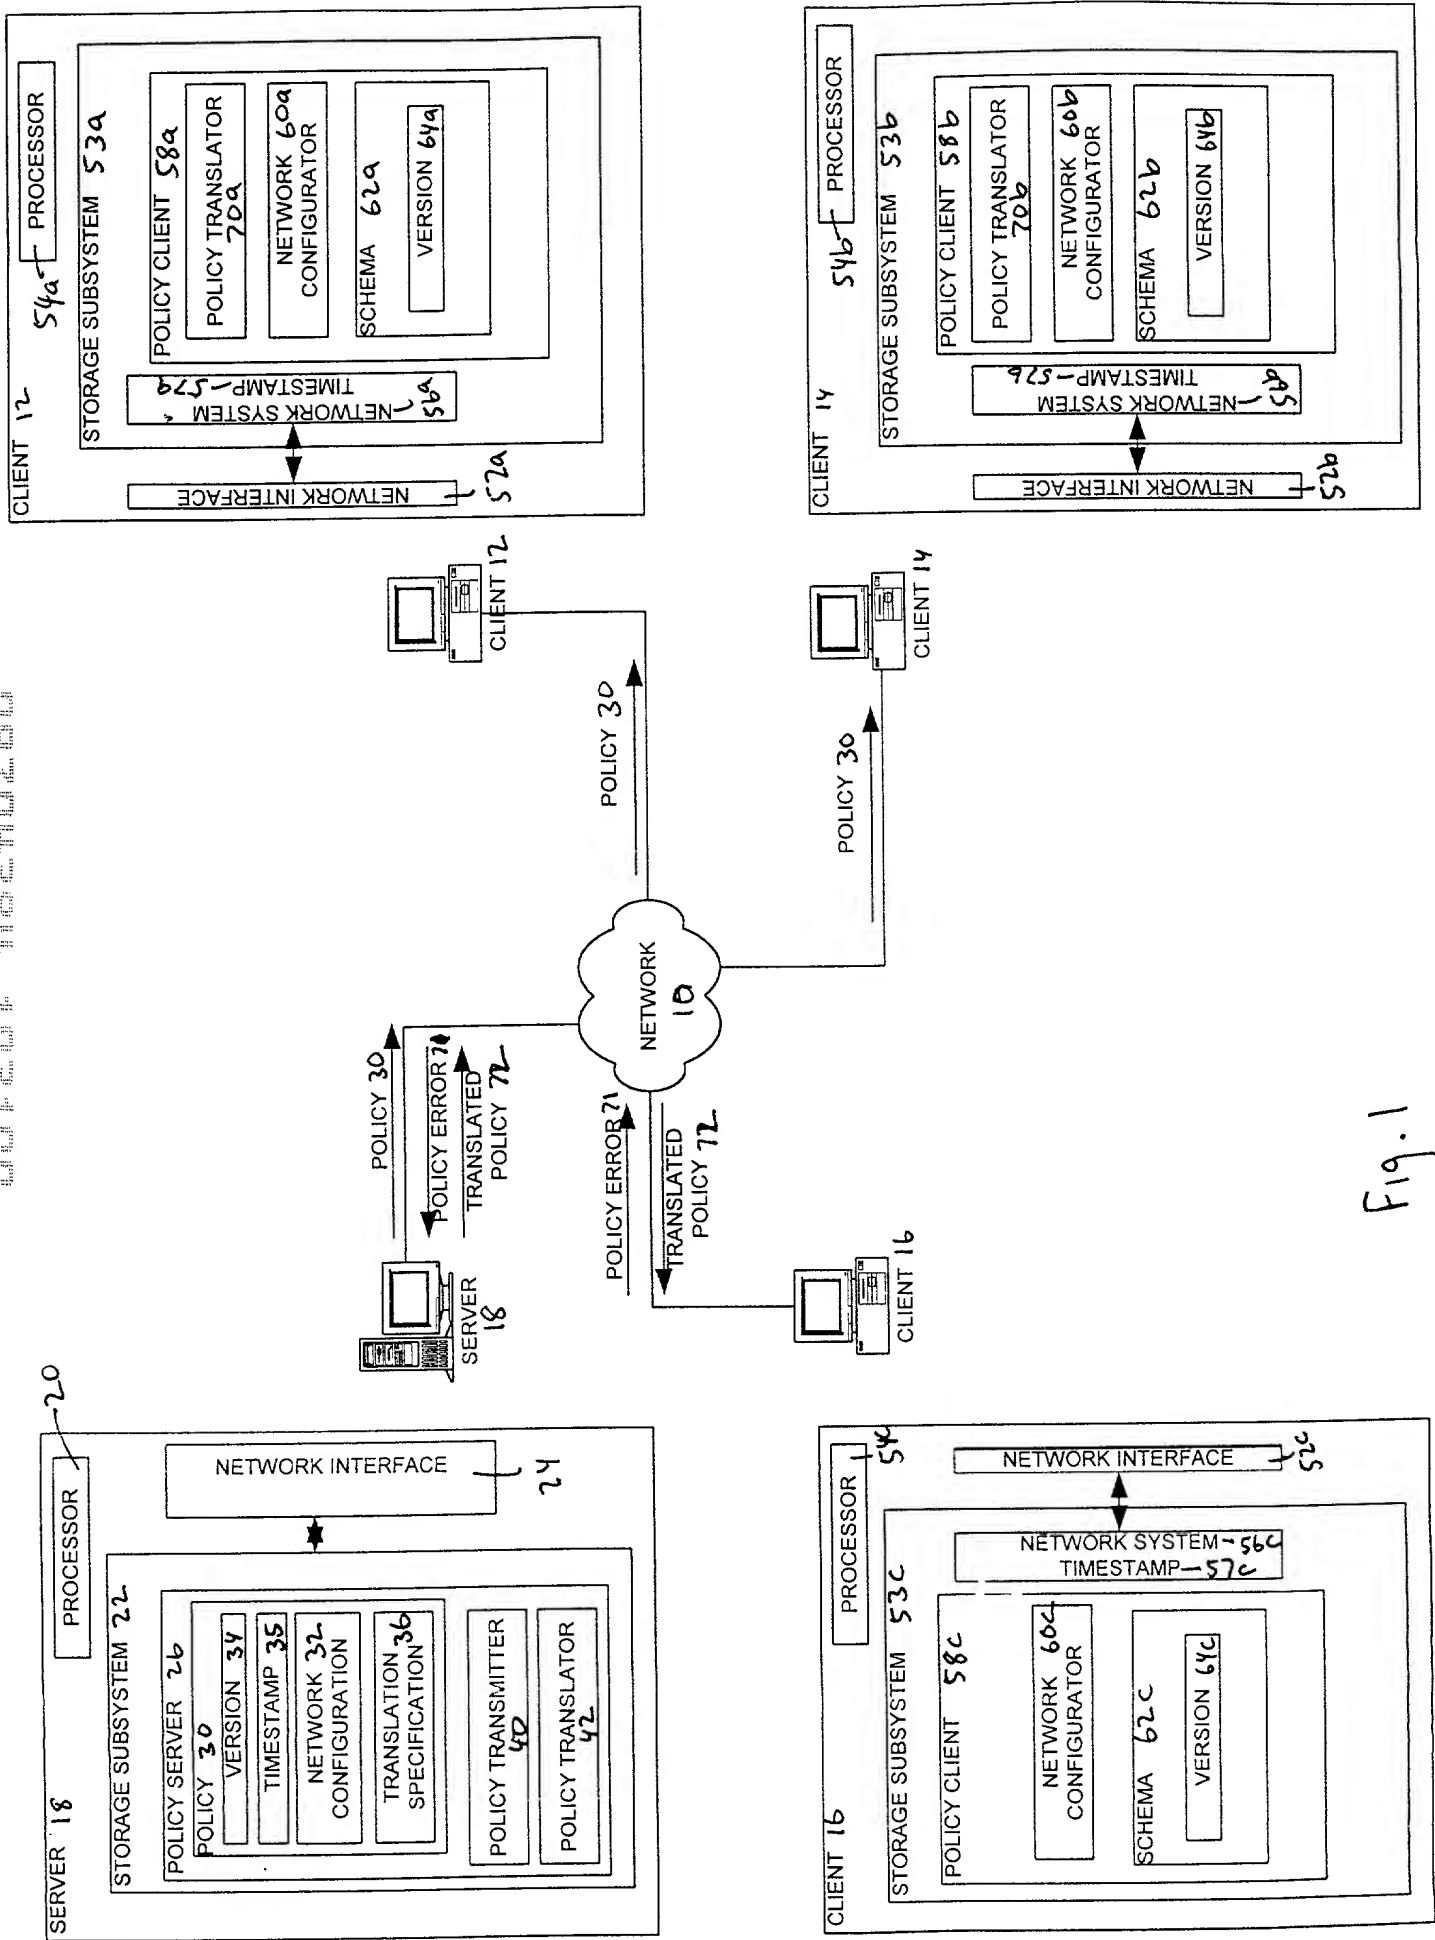 SERVER 18
PROCESSOR
20
STORAGE SUBSYSTEM 22
POLICY SERVER 26
POLICY 30
VERSION 34
TIMESTAMP 35
NETWORK 32
CONFIGURATION
TRANSLATION
SPECIFICATION 36
POLICY TRANSMITTER
40
POLICY TRANSLATOR
42
NETWORK INTERFACE
24
SERVER
18
POLICY 30
POLICY ERROR
TRANSLATED
POLICY 72
NETWORK
10
POLICY 30
CLIENT 12
CLIENT 12
54a
PROCESSOR
STORAGE SUBSYSTEM 53a
NETWORK INTERFACE
52a
NETWORK SYSTEM
56a
TIMESTAMP-57a
POLICY CLIENT 58a
POLICY TRANSLATOR
70a
NETWORK 60a
CONFIGURATOR
SCHEMA 62a
VERSION 64a
CLIENT 16
PROCESSOR
54c
STORAGE SUBSYSTEM 53c
POLICY CLIENT 58c
NETWORK 60c
CONFIGURATOR
SCHEMA 62c
VERSION 64c
NETWORK SYSTEM-56c
TIMESTAMP-57c
NETWORK INTERFACE
52c
POLICY ERROR 71
TRANSLATED
POLICY 72
CLIENT 16
POLICY 30
CLIENT 14
CLIENT 14
54b
PROCESSOR
STORAGE SUBSYSTEM 53b
NETWORK INTERFACE
52b
NETWORK SYSTEM
56b
TIMESTAMP-57b
POLICY CLIENT 58b
POLICY TRANSLATOR
70b
NETWORK 60b
CONFIGURATOR
SCHEMA 62b
VERSION 64b
Fig. 1